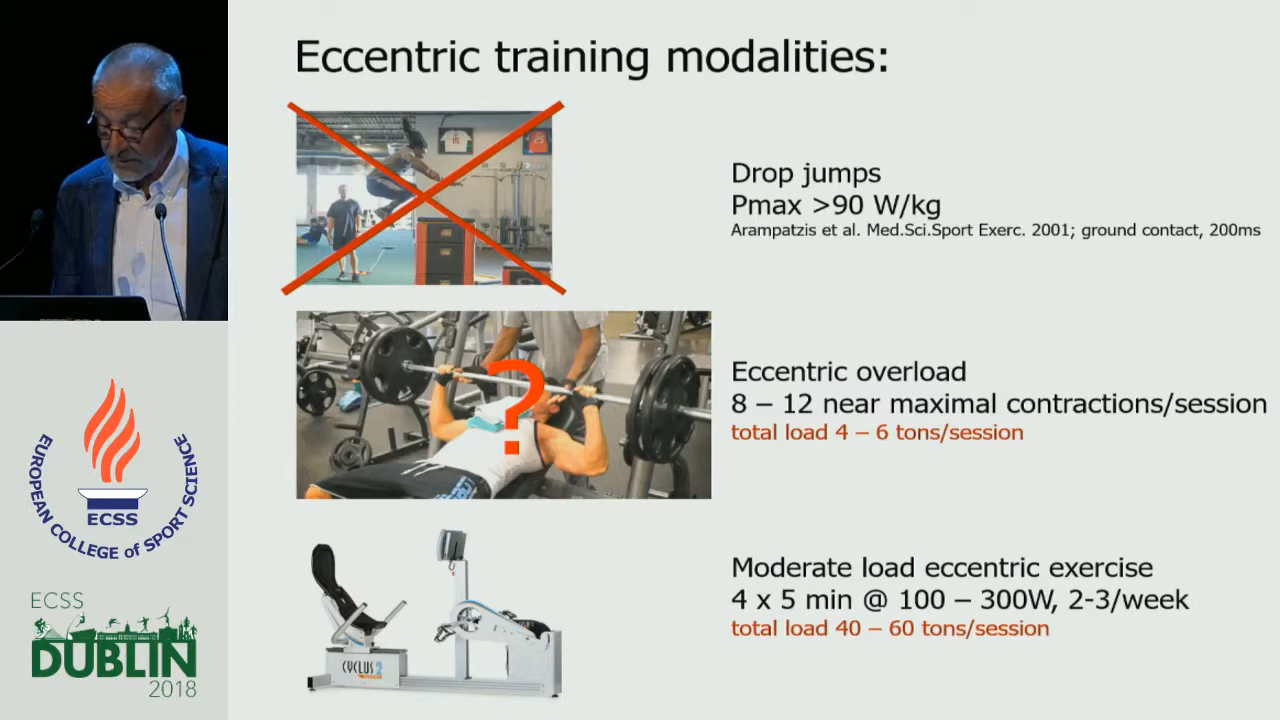 Eccentric training modalities:
Drop jumps
Pmax >90 W/kg
Arampatzis et al. Med.Sci.Sport Exerc. 2001; ground contact, 200ms
?
Eccentric overload
8 – 12 near maximal contractions/session
total load 4 – 6 tons/session
Moderate load eccentric exercise
4 x 5 min @ 100 – 300W, 2-3/week
total load 40 – 60 tons/session
CYCLUS 2
EUROPEAN COLLEGE of SPORT SCIENCE
ECSS
ECSS
DUBLIN
2018